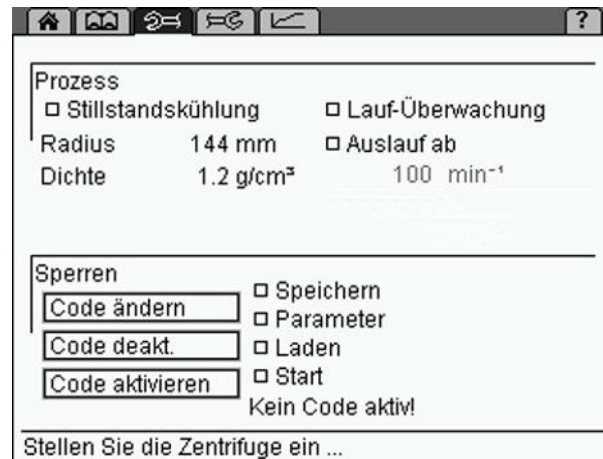 ?
Prozess
Stillstandskühlung
Lauf-Überwachung
Radius 144 mm
Auslauf ab
Dichte 1.2 g/cm³
100 min⁻¹
Sperren
Code ändern
Code deakt.
Code aktivieren
Speichern
Parameter
Laden
Start
Kein Code aktiv!
Stellen Sie die Zentrifuge ein ...